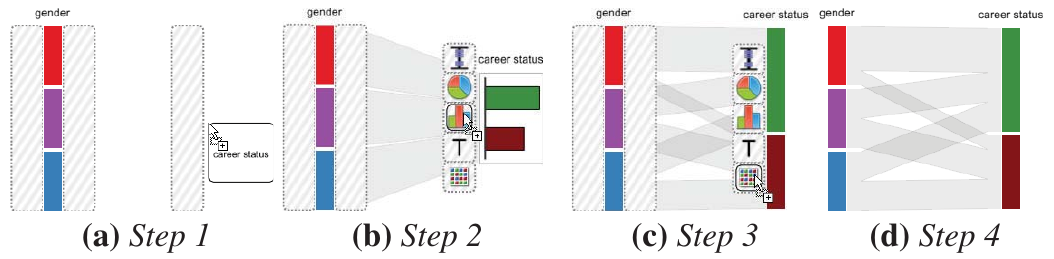 gender
career status
(a) Step 1
gender
career status
T
(b) Step 2
gender
career status
T
(c) Step 3
gender
career status
(d) Step 4